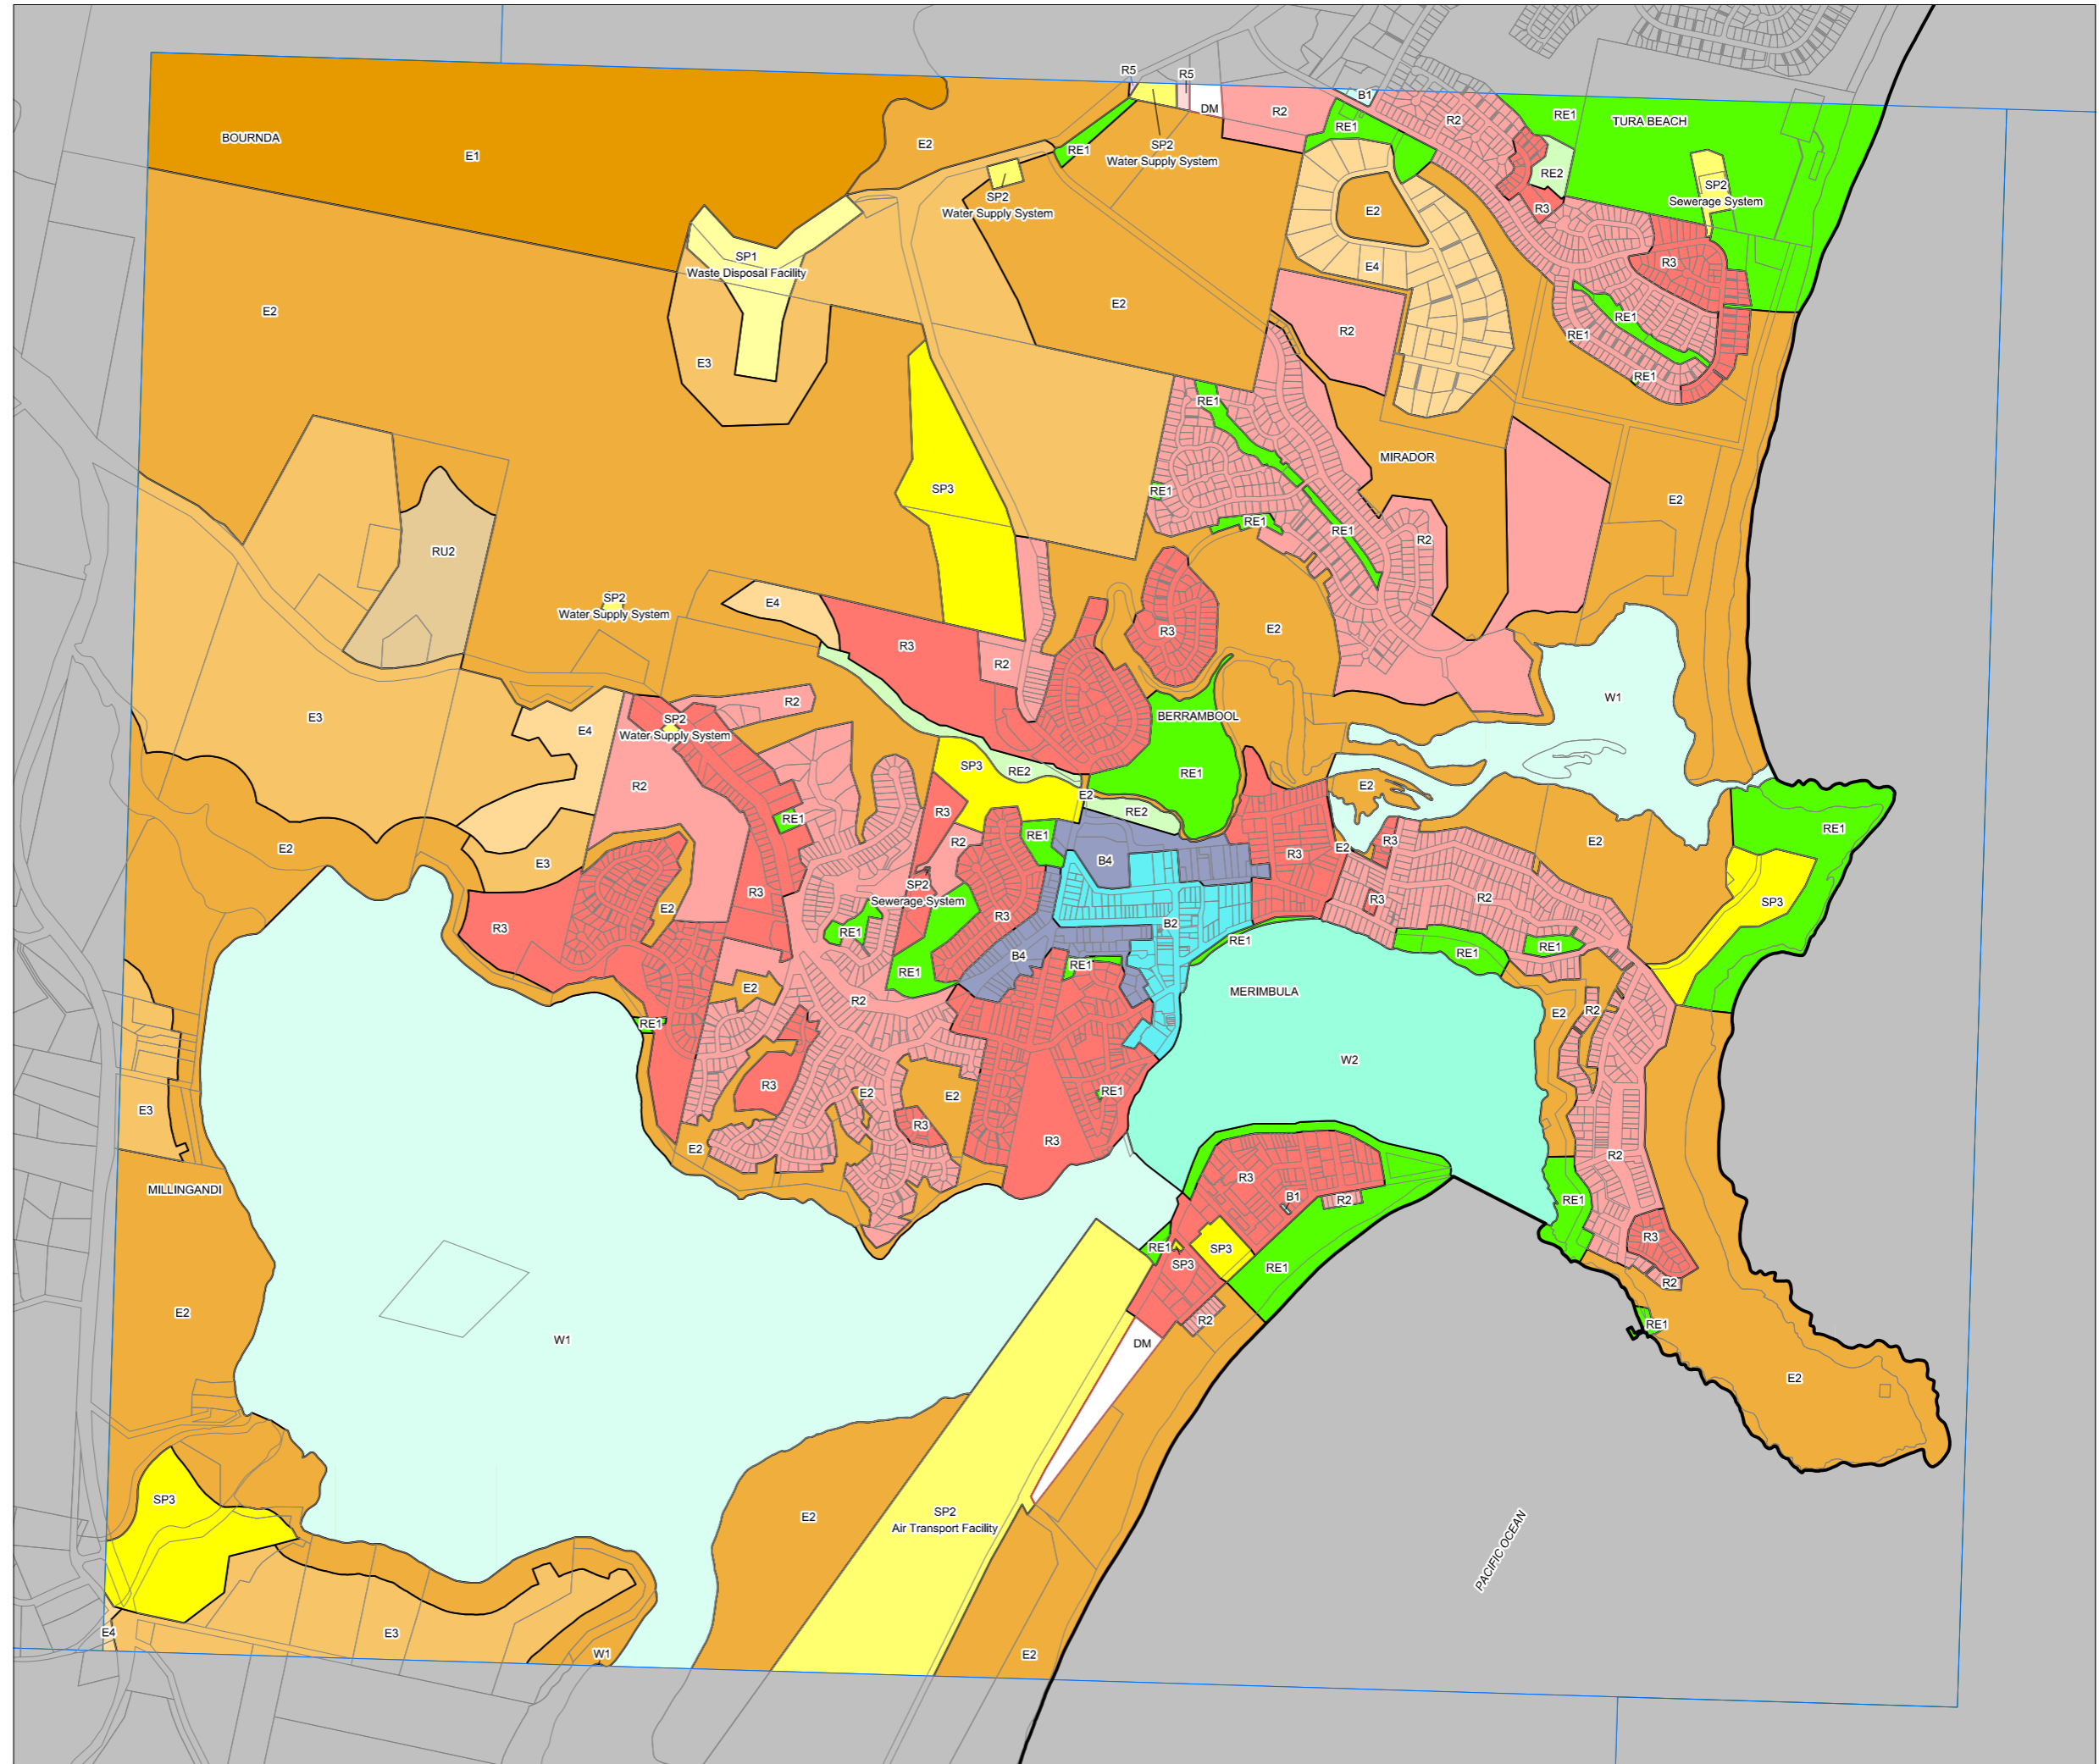 R5
R5
B1
DM
R2
RE1
R2
RE1
TURA BEACH
BOURNDA
E1
E2
RE1
SP2
Water Supply System
RE2
SP2
Sewerage System
SP2
Water Supply System
E2
R3
SP1
Waste Disposal Facility
E4
R3
E2
E2
R2
RE1
RE1
E3
RE1
RE1
MIRADOR
SP3
RE1
E2
RE1
RE1
R2
RU2
SP2
Water Supply System
E4
R3
E2
R3
R2
W1
R2
E3
SP2
Water Supply System
BERRAMBOOL
E4
SP3
RE2
RE1
R2
E2
E2
RE1
R3
RE1
RE2
RE1
E2
E3
R2
B4
R3
E2
R3
E2
R3
SP2
Sewerage System
R3
R2
SP3
E2
R3
R3
RE1
B2
RE1
RE1
RE1
B4
RE1
RE1
E2
R2
MERIMBULA
RE1
E2
R2
W2
R3
E2
E2
RE1
E3
R3
R3
E2
R2
MILLINGANDI
R3
B1
R2
RE1
RE1
SP3
SP3
R3
RE1
R2
E2
R2
RE1
W1
DM
E2
SP3
E2
SP2
Air Transport Facility
PACIFIC OCEAN
E4
E3
W1
E2